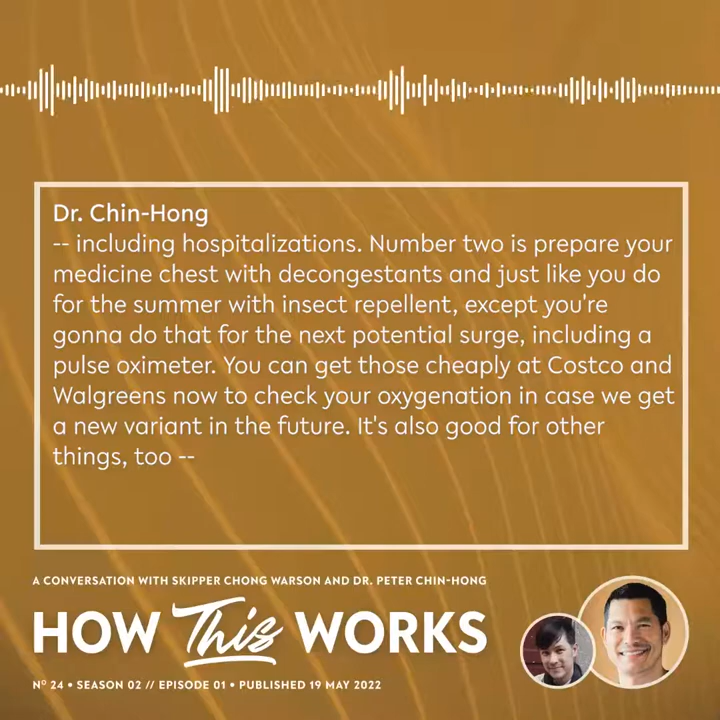 Dr. Chin-Hong
-- including hospitalizations. Number two is prepare your
medicine chest with decongestants and just like you do
for the summer with insect repellent, except you're
gonna do that for the next potential surge, including a
pulse oximeter. You can get those cheaply at Costco and
Walgreens now to check your oxygenation in case we get
a new variant in the future. It's also good for other
things, too --
A CONVERSATION WITH SKIPPER CHONG WARSON AND DR. PETER CHIN-HONG
HOW This WORKS
Nº 24 • SEASON 02 // EPISODE 01 • PUBLISHED 19 MAY 2022